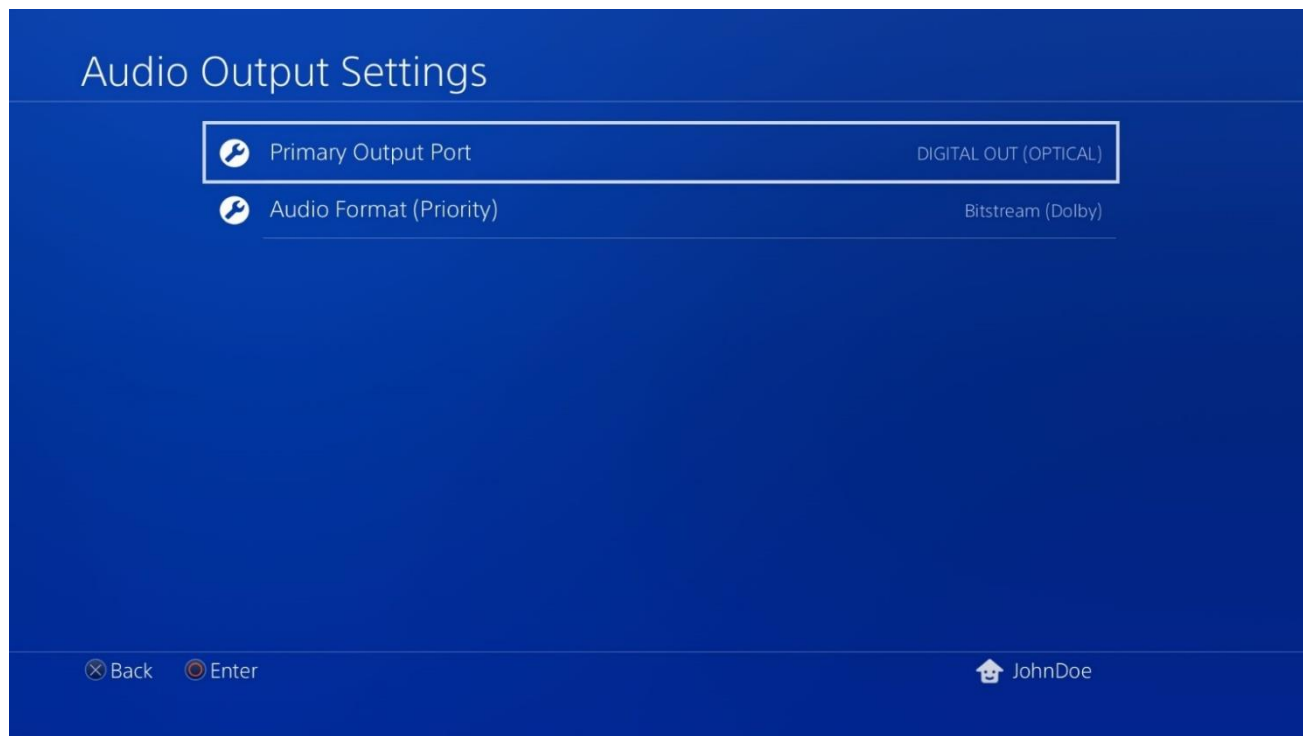 Audio Output Settings
Primary Output Port DIGITAL OUT (OPTICAL)
Audio Format (Priority) Bitstream (Dolby)
Back Enter JohnDoe